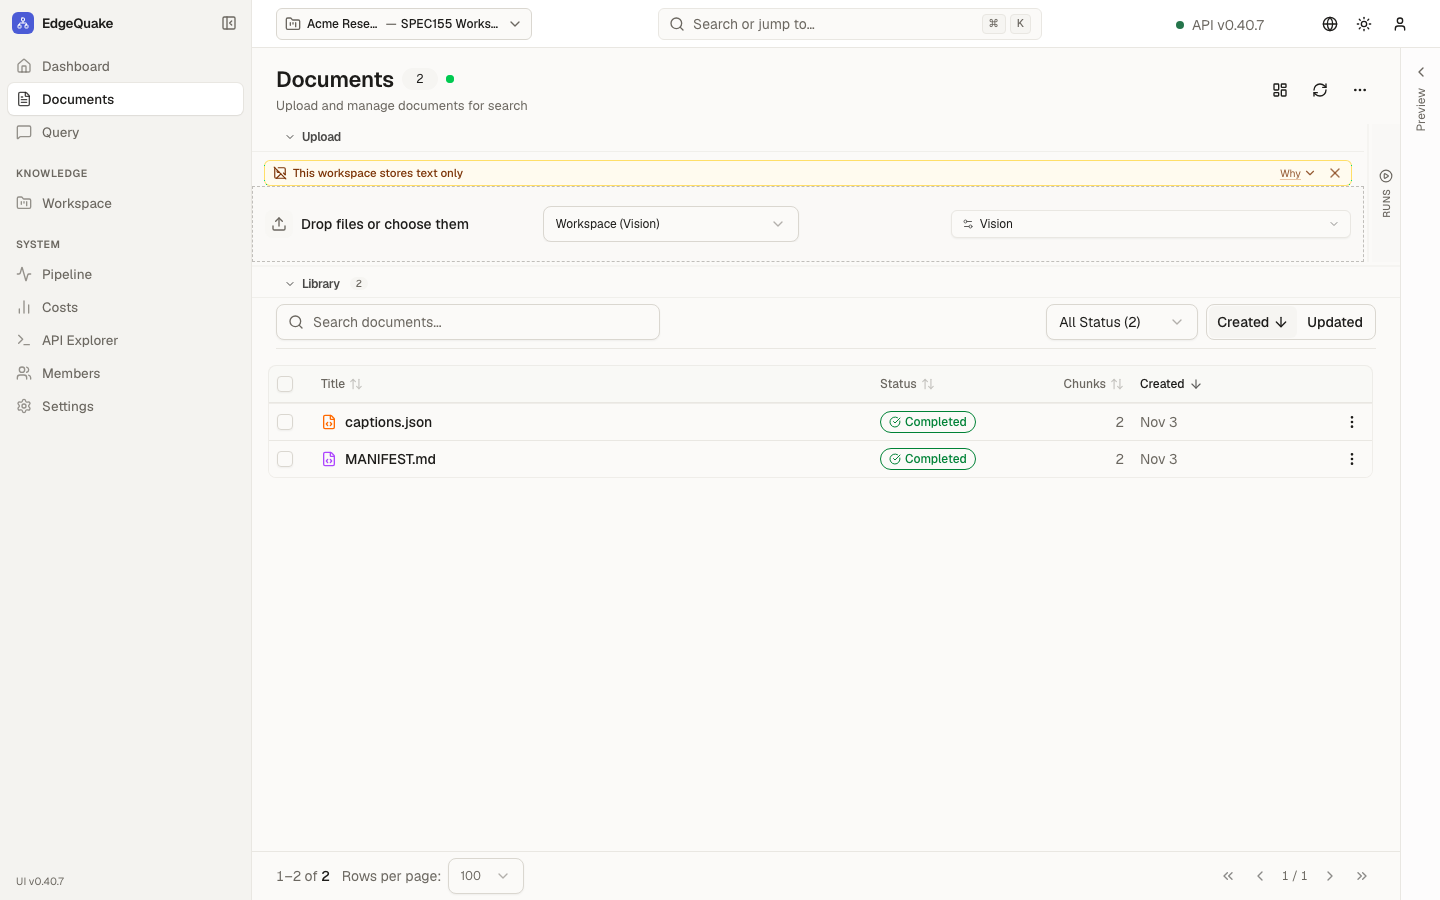 EdgeQuake
Acme Rese... — SPEC155 Works...
Search or jump to...
⌘ K
API v0.40.7
Dashboard
Documents
Query
KNOWLEDGE
Workspace
SYSTEM
Pipeline
Costs
API Explorer
Members
Settings
UI v0.40.7
Documents 2
Upload and manage documents for search
Upload
This workspace stores text only
Why
Drop files or choose them
Workspace (Vision)
Vision
RUNS
Preview
Library 2
Search documents...
All Status (2)
Created
Updated
Title Status Chunks Created
captions.json Completed 2 Nov 3
MANIFEST.md Completed 2 Nov 3
1–2 of 2 Rows per page: 100
1 / 1